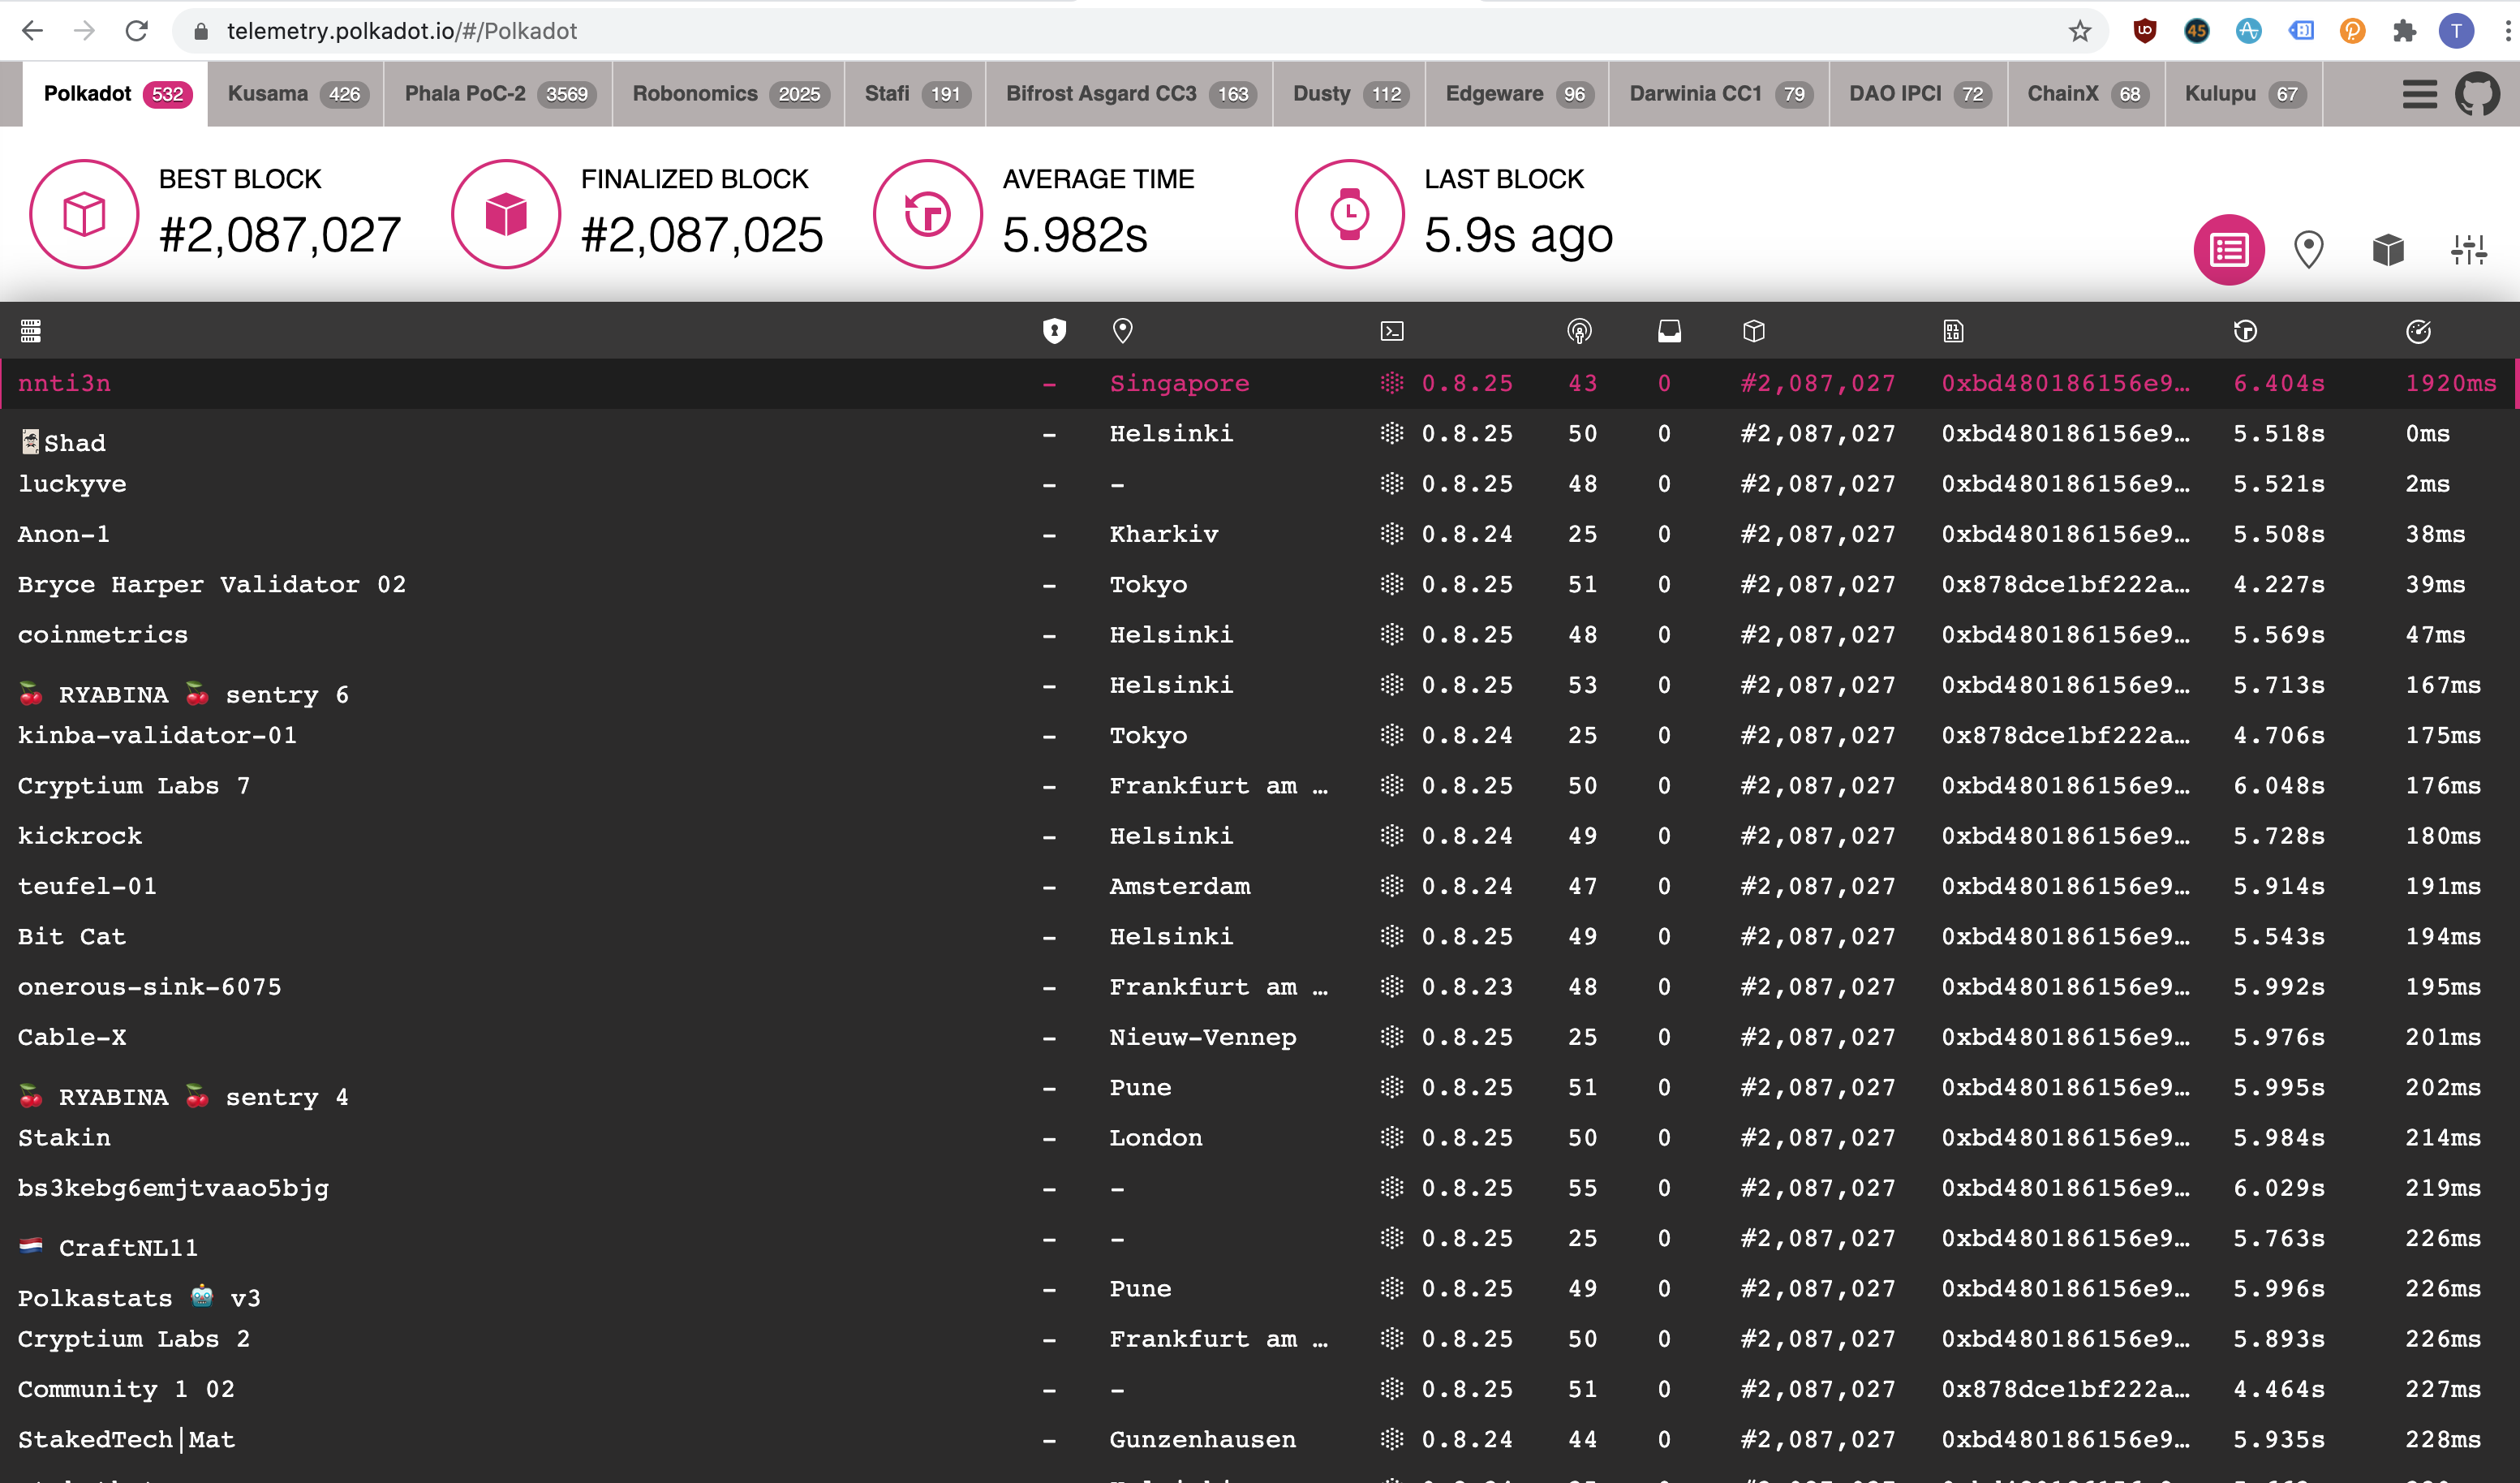 telemetry.polkadot.io/#/Polkadot 45 T
Polkadot 532 Kusama 426 Phala PoC-2 3569 Robonomics 2025 Stafi 191 Bifrost Asgard CC3 163 Dusty 112 Edgeware 96 Darwinia CC1 79 DAO IPCI 72 ChainX 68 Kulupu 67
BEST BLOCK FINALIZED BLOCK AVERAGE TIME LAST BLOCK
#2,087,027 #2,087,025 5.982s 5.9s ago
nnti3n – Singapore 0.8.25 43 0 #2,087,027 0xbd480186156e9… 6.404s 1920ms
🃏Shad – Helsinki 0.8.25 50 0 #2,087,027 0xbd480186156e9… 5.518s 0ms
luckyve – – 0.8.25 48 0 #2,087,027 0xbd480186156e9… 5.521s 2ms
Anon-1 – Kharkiv 0.8.24 25 0 #2,087,027 0xbd480186156e9… 5.508s 38ms
Bryce Harper Validator 02 – Tokyo 0.8.25 51 0 #2,087,027 0x878dce1bf222a… 4.227s 39ms
coinmetrics – Helsinki 0.8.25 48 0 #2,087,027 0xbd480186156e9… 5.569s 47ms
🍒 RYABINA 🍒 sentry 6 – Helsinki 0.8.25 53 0 #2,087,027 0xbd480186156e9… 5.713s 167ms
kinba-validator-01 – Tokyo 0.8.24 25 0 #2,087,027 0x878dce1bf222a… 4.706s 175ms
Cryptium Labs 7 – Frankfurt am … 0.8.25 50 0 #2,087,027 0xbd480186156e9… 6.048s 176ms
kickrock – Helsinki 0.8.24 49 0 #2,087,027 0xbd480186156e9… 5.728s 180ms
teufel-01 – Amsterdam 0.8.24 47 0 #2,087,027 0xbd480186156e9… 5.914s 191ms
Bit Cat – Helsinki 0.8.25 49 0 #2,087,027 0xbd480186156e9… 5.543s 194ms
onerous-sink-6075 – Frankfurt am … 0.8.23 48 0 #2,087,027 0xbd480186156e9… 5.992s 195ms
Cable-X – Nieuw-Vennep 0.8.25 25 0 #2,087,027 0xbd480186156e9… 5.976s 201ms
🍒 RYABINA 🍒 sentry 4 – Pune 0.8.25 51 0 #2,087,027 0xbd480186156e9… 5.995s 202ms
Stakin – London 0.8.25 50 0 #2,087,027 0xbd480186156e9… 5.984s 214ms
bs3kebg6emjtvaao5bjg – – 0.8.25 55 0 #2,087,027 0xbd480186156e9… 6.029s 219ms
🇳🇱 CraftNL11 – – 0.8.25 25 0 #2,087,027 0xbd480186156e9… 5.763s 226ms
Polkastats 🤖 v3 – Pune 0.8.25 49 0 #2,087,027 0xbd480186156e9… 5.996s 226ms
Cryptium Labs 2 – Frankfurt am … 0.8.25 50 0 #2,087,027 0xbd480186156e9… 5.893s 226ms
Community 1 02 – – 0.8.25 51 0 #2,087,027 0x878dce1bf222a… 4.464s 227ms
StakedTech|Mat – Gunzenhausen 0.8.24 44 0 #2,087,027 0xbd480186156e9… 5.935s 228ms